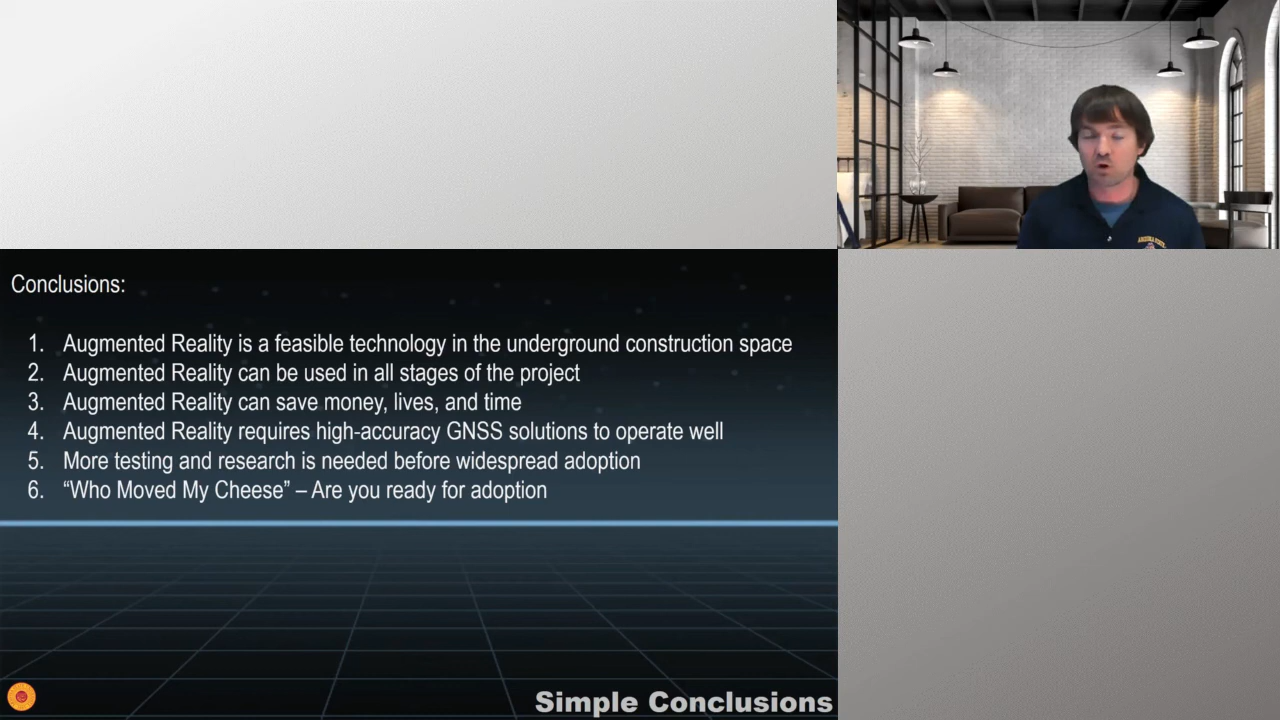 Conclusions:
1. Augmented Reality is a feasible technology in the underground construction space
2. Augmented Reality can be used in all stages of the project
3. Augmented Reality can save money, lives, and time
4. Augmented Reality requires high-accuracy GNSS solutions to operate well
5. More testing and research is needed before widespread adoption
6. “Who Moved My Cheese” – Are you ready for adoption
Simple Conclusions